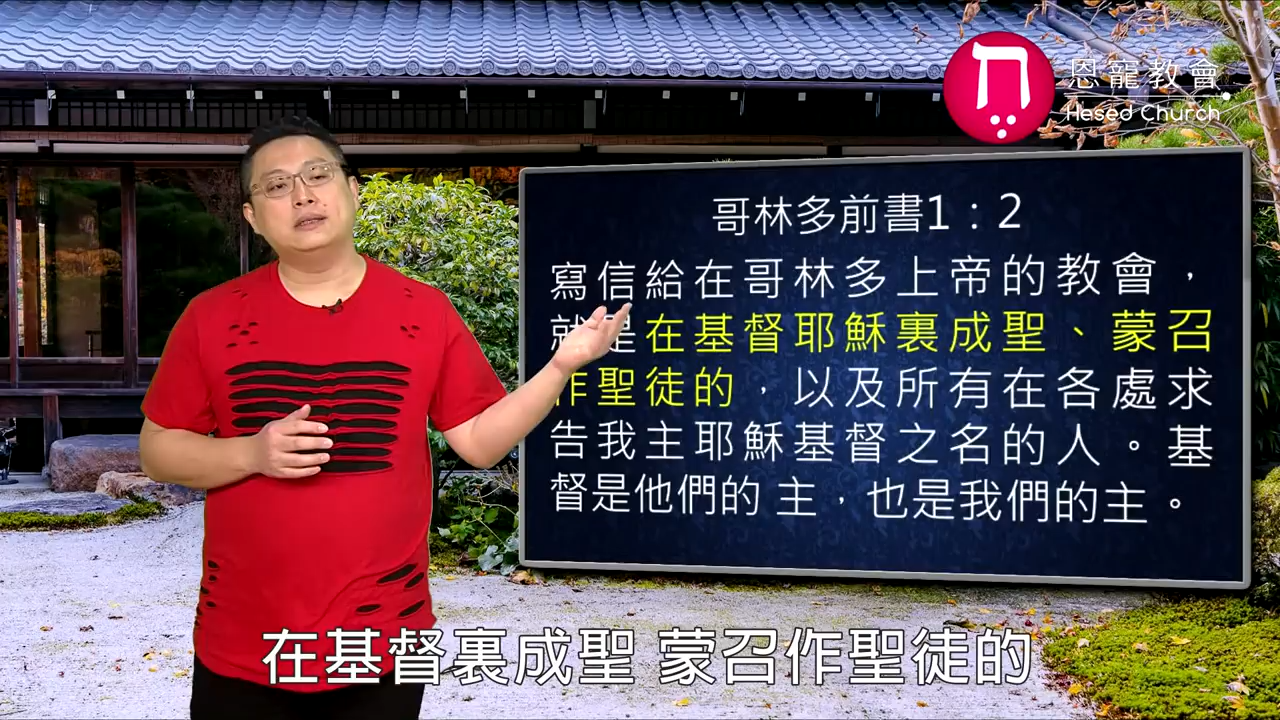 恩寵教會
Hesed Church
哥林多前書1：2
寫信給在哥林多上帝的教會，
就是在基督耶穌裏成聖、蒙召
作聖徒的，以及所有在各處求
告我主耶穌基督之名的人。基
督是他們的 主，也是我們的主。
在基督裏成聖 蒙召作聖徒的